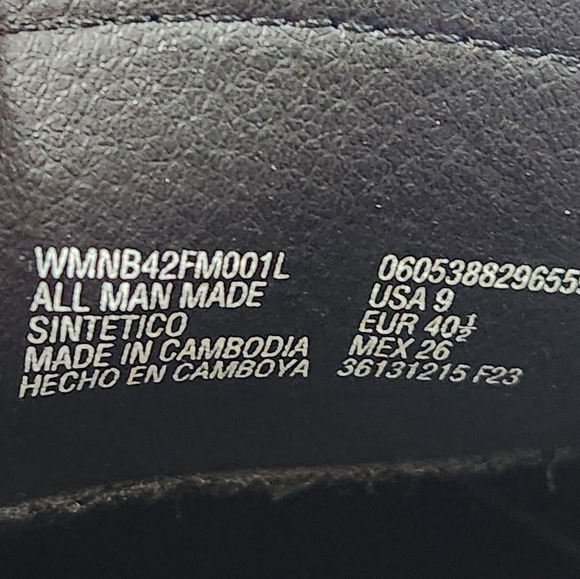 WMNB42FM001L
ALL MAN MADE
SINTETICO
MADE IN CAMBODIA
HECHO EN CAMBOYA
060538829655
USA 9
EUR 40½
MEX 26
36131215 F23